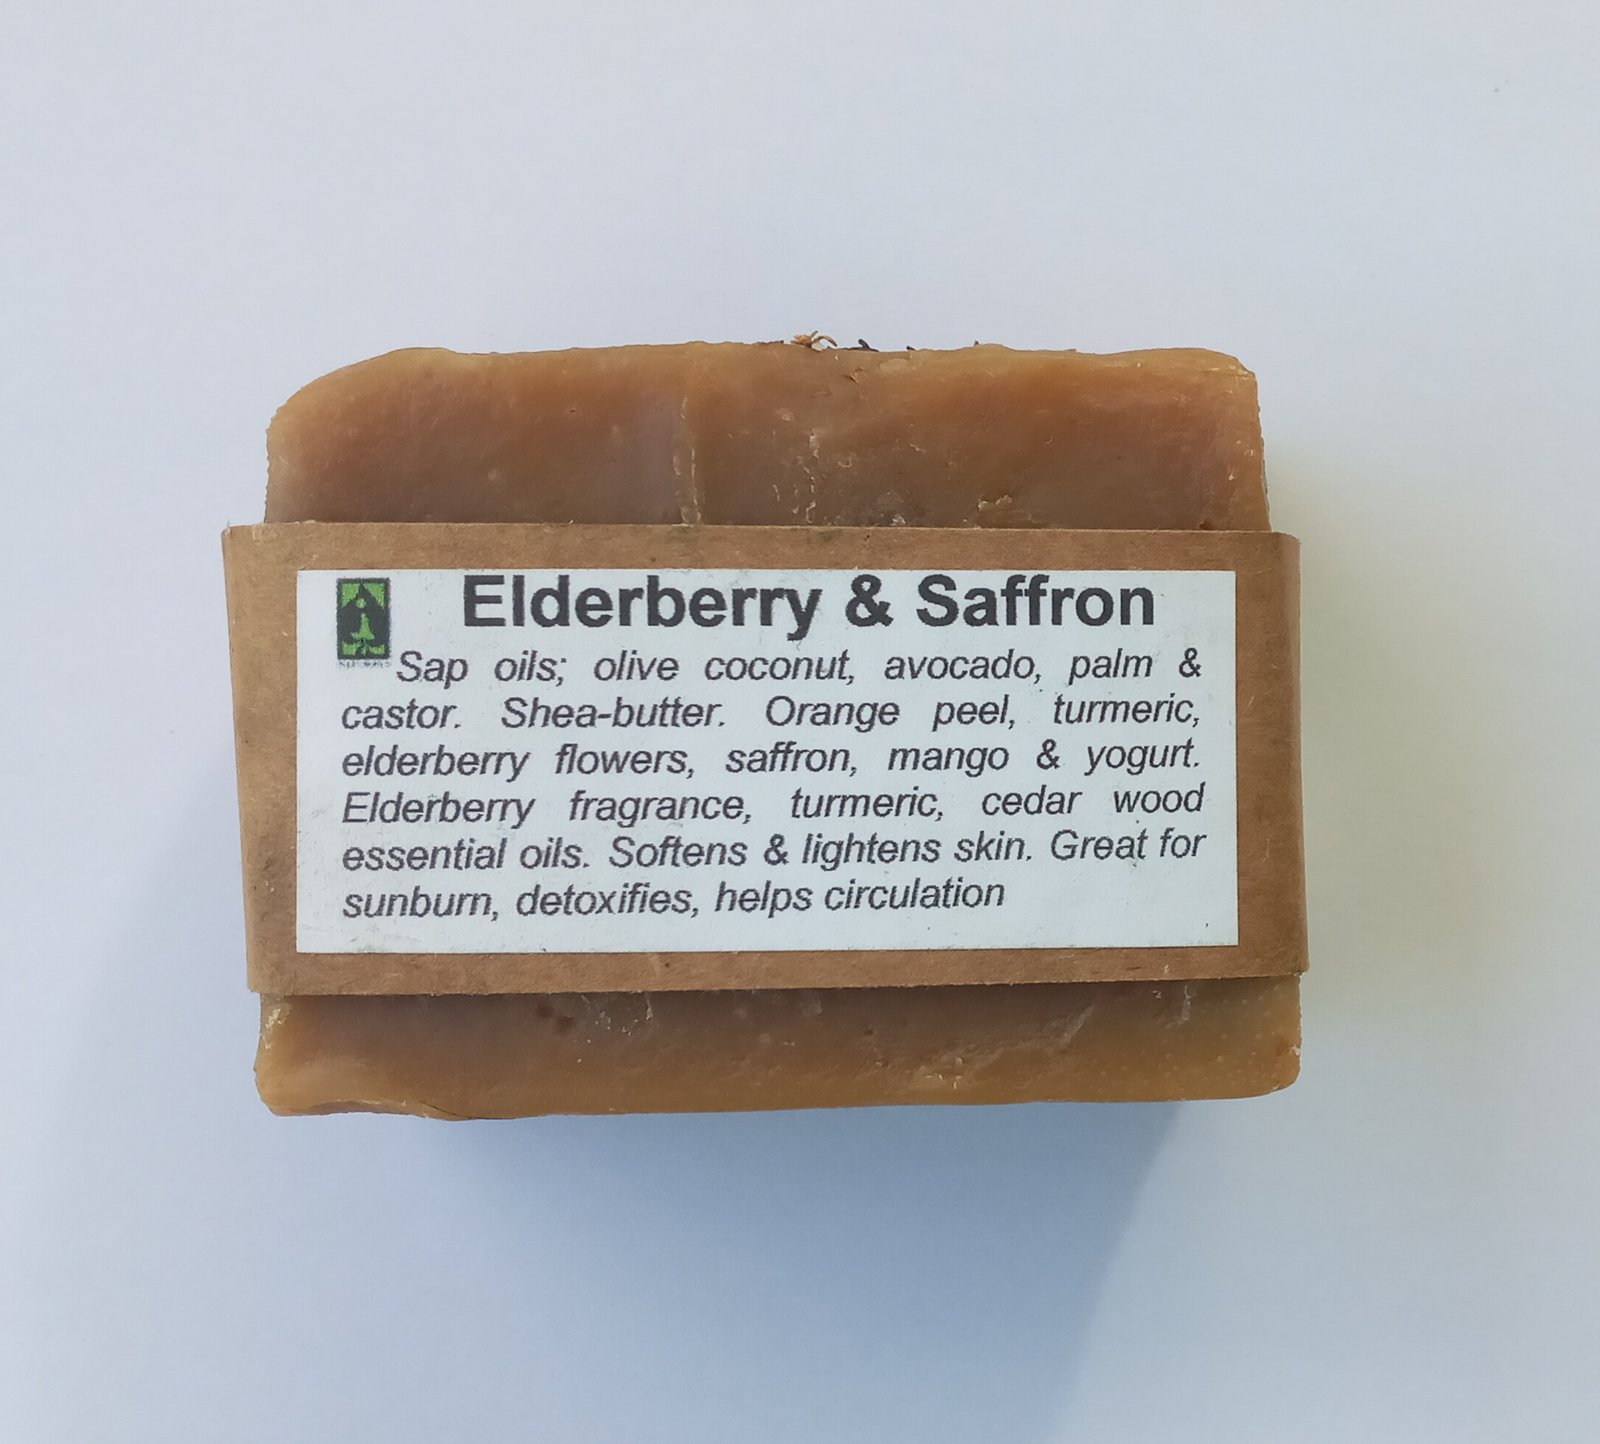 Elderberry & Saffron
Sap oils; olive coconut, avocado, palm &
castor. Shea-butter. Orange peel, turmeric,
elderberry flowers, saffron, mango & yogurt.
Elderberry fragrance, turmeric, cedar wood
essential oils. Softens & lightens skin. Great for
sunburn, detoxifies, helps circulation